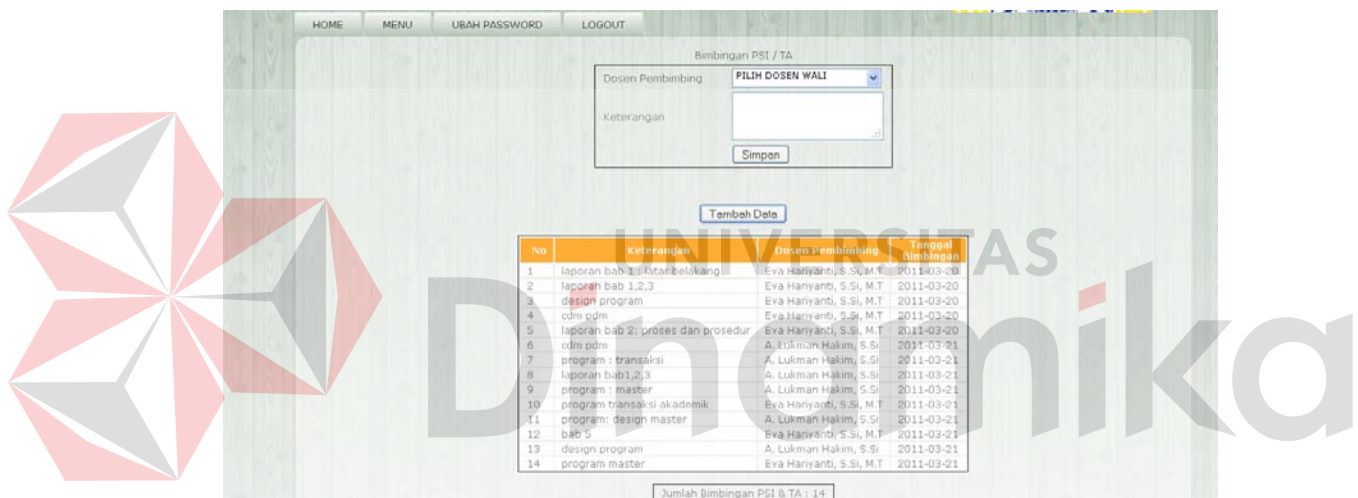 HOME MENU UBAH PASSWORD LOGOUT
Bimbingan PSI / TA
Dosen Pembimbing PILIH DOSEN WALI
Keterangan
Simpan
Tambah Data
No Keterangan Dosen Pembimbing Tanggal Bimbingan
1 laporan bab 1 : latar belakang Eva Hariyanti, S.Si, M.T 2011-03-20
2 laporan bab 1,2,3 Eva Hariyanti, S.Si, M.T 2011-03-20
3 design program Eva Hariyanti, S.Si, M.T 2011-03-20
4 cdm pdm Eva Hariyanti, S.Si, M.T 2011-03-20
5 laporan bab 2: proses dan prosedur Eva Hariyanti, S.Si, M.T 2011-03-20
6 cdm pdm A. Lukman Hakim, S.Si 2011-03-21
7 program : transaksi A. Lukman Hakim, S.Si 2011-03-21
8 laporan bab1,2,3 A. Lukman Hakim, S.Si 2011-03-21
9 program : master A. Lukman Hakim, S.Si 2011-03-21
10 program transaksi akademik Eva Hariyanti, S.Si, M.T 2011-03-21
11 program: design master A. Lukman Hakim, S.Si 2011-03-21
12 bab 5 Eva Hariyanti, S.Si, M.T 2011-03-21
13 design program A. Lukman Hakim, S.Si 2011-03-21
14 program master Eva Hariyanti, S.Si, M.T 2011-03-21
Jumlah Bimbingan PSI & TA : 14
UNIVERSITAS
Dinamika